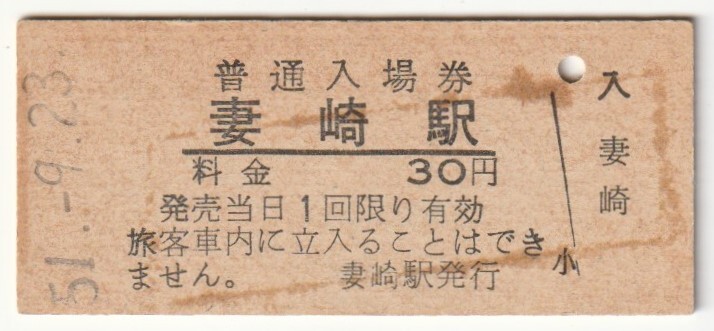 普通入場券
妻崎駅
料金 30円
発売当日1回限り有効
旅客車内に立入ることはでき
ません。 妻崎駅発行
51.-9.23.
入
妻崎
小